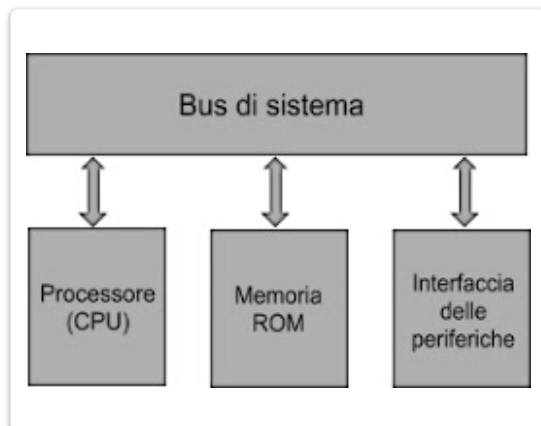 Bus di sistema
Processore
(CPU)
Memoria
ROM
Interfaccia
delle
periferiche